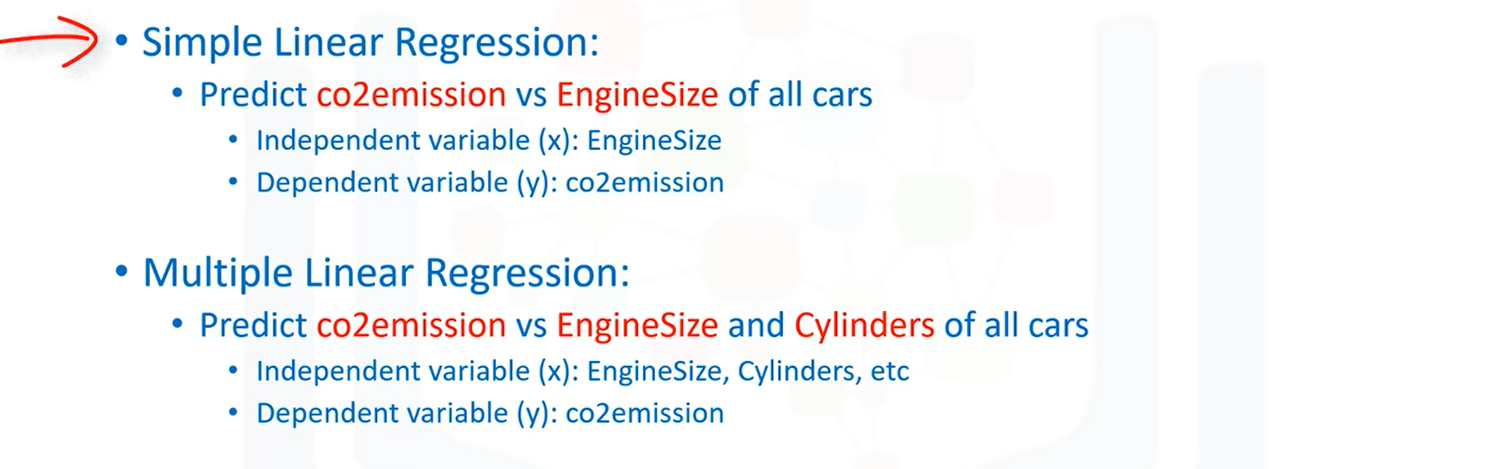 • Simple Linear Regression:
• Predict co2emission vs EngineSize of all cars
• Independent variable (x): EngineSize
• Dependent variable (y): co2emission
• Multiple Linear Regression:
• Predict co2emission vs EngineSize and Cylinders of all cars
• Independent variable (x): EngineSize, Cylinders, etc
• Dependent variable (y): co2emission